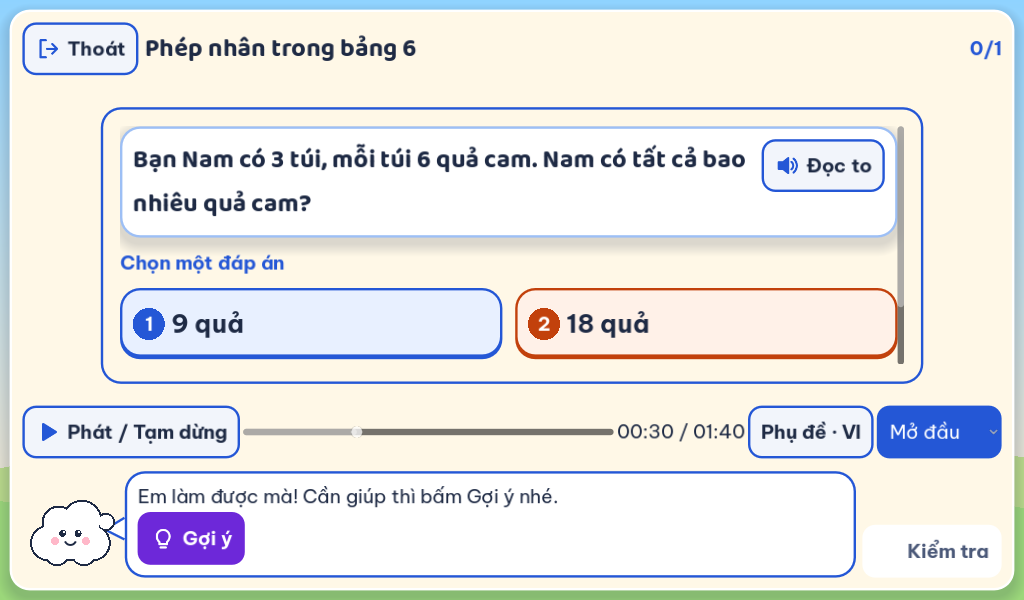 Thoát
Phép nhân trong bảng 6
0/1
Bạn Nam có 3 túi, mỗi túi 6 quả cam. Nam có tất cả bao
nhiêu quả cam?
Đọc to
Chọn một đáp án
1 9 quả
2 18 quả
Phát / Tạm dừng
00:30 / 01:40
Phụ đề · VI
Mở đầu
Em làm được mà! Cần giúp thì bấm Gợi ý nhé.
Gợi ý
Kiểm tra